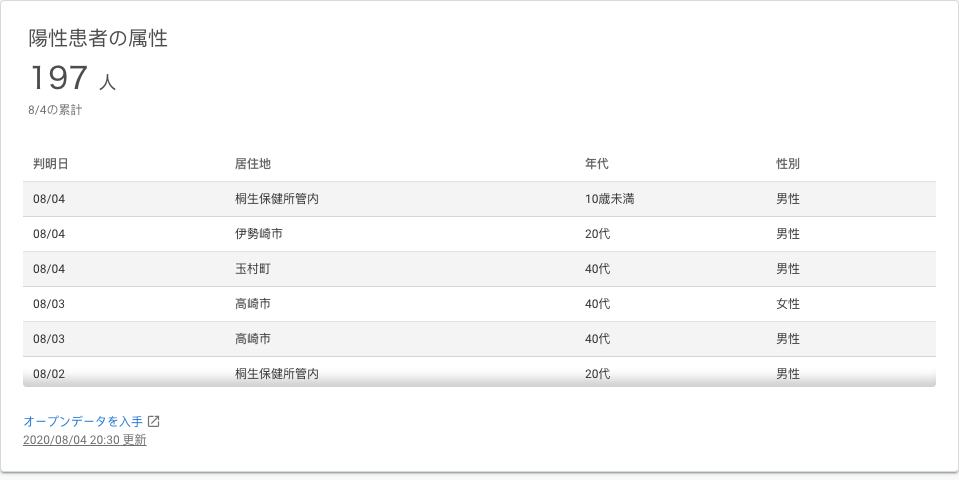 陽性患者の属性
197 人
8/4の累計
判明日 居住地 年代 性別
08/04 桐生保健所管内 10歳未満 男性
08/04 伊勢崎市 20代 男性
08/04 玉村町 40代 男性
08/03 高崎市 40代 女性
08/03 高崎市 40代 男性
08/02 桐生保健所管内 20代 男性
オープンデータを入手
2020/08/04 20:30 更新